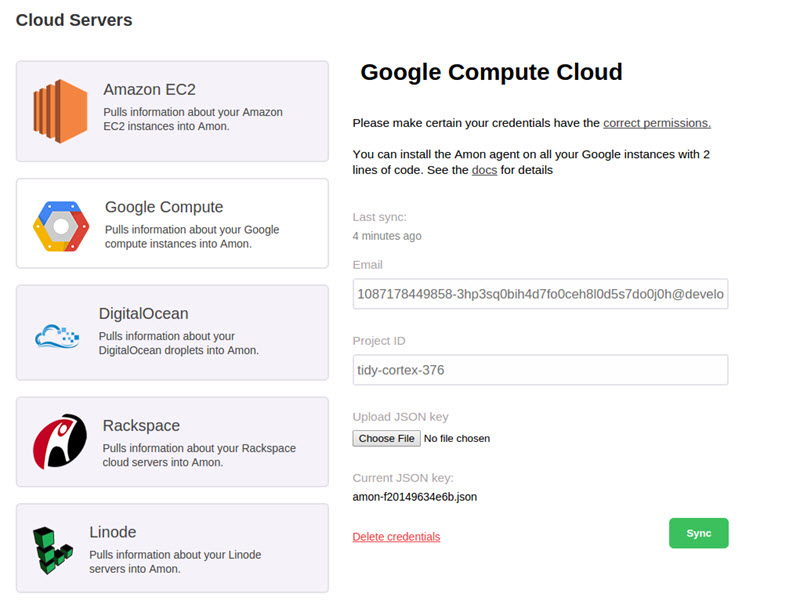 Cloud Servers
Amazon EC2
Pulls information about your Amazon
EC2 instances into Amon.
Google Compute
Pulls information about your Google
compute instances into Amon.
DigitalOcean
Pulls information about your
DigitalOcean droplets into Amon.
Rackspace
Pulls information about your Rackspace
cloud servers into Amon.
Linode
Pulls information about your Linode
servers into Amon.
Google Compute Cloud
Please make certain your credentials have the correct permissions.
You can install the Amon agent on all your Google instances with 2
lines of code. See the docs for details
Last sync:
4 minutes ago
Email
1087178449858-3hp3sq0bih4d7fo0ceh8l0d5s7do0j0h@develo
Project ID
tidy-cortex-376
Upload JSON key
Choose File No file chosen
Current JSON key:
amon-f20149634e6b.json
Delete credentials
Sync